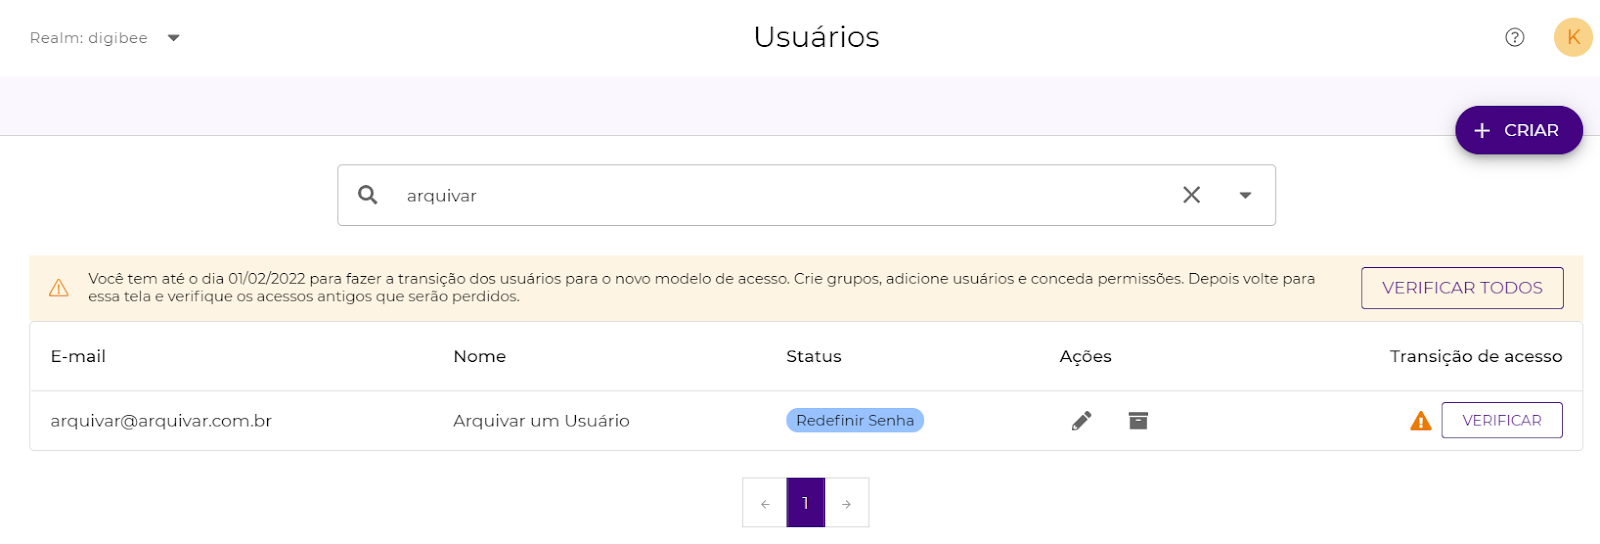 Realm: digibee
Usuários
?
K
+ CRIAR
arquivar
Você tem até o dia 01/02/2022 para fazer a transição dos usuários para o novo modelo de acesso. Crie grupos, adicione usuários e conceda permissões. Depois volte para
essa tela e verifique os acessos antigos que serão perdidos.
VERIFICAR TODOS
E-mail Nome Status Ações Transição de acesso
arquivar@arquivar.com.br Arquivar um Usuário Redefinir Senha VERIFICAR
← 1 →